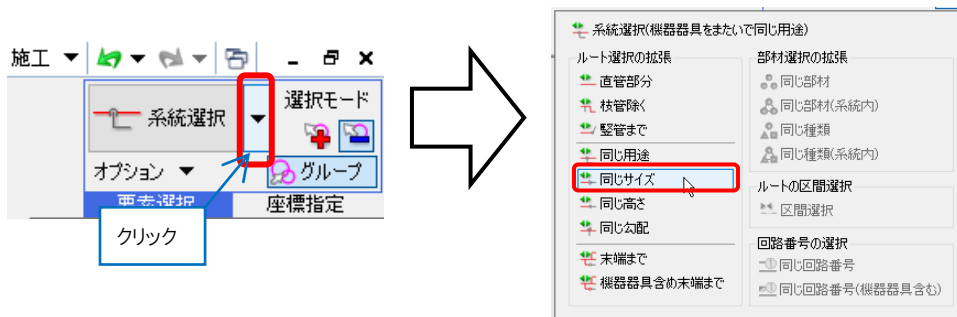 施工
系統選択
選択モード
オプション
グループ
要素選択
座標指定
クリック
系統選択(機器器具をまたいで同じ用途)
ルート選択の拡張
直管部分
枝管除く
竪管まで
同じ用途
同じサイズ
同じ高さ
同じ勾配
末端まで
機器器具含め末端まで
部材選択の拡張
同じ部材
同じ部材(系統内)
同じ種類
同じ種類(系統内)
ルートの区間選択
区間選択
回路番号の選択
同じ回路番号
同じ回路番号(機器器具含む)